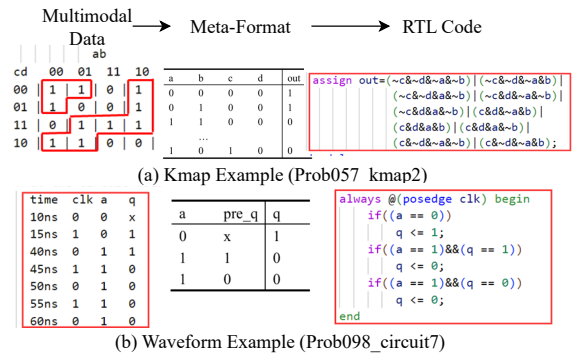 Multimodal Data
Meta-Format
RTL Code
ab
cd 00 01 11 10
00 | 1 | 1 | 0 | 1
01 | 1 | 0 | 0 | 1
11 | 0 | 1 | 1 | 1
10 | 1 | 1 | 0 | 0 |
a b c d out
0 0 0 0 1
0 1 0 0 1
1 1 0 0 0
...
1 0 1 0 0
assign out=(~c&~d&~a&~b)|(~c&~d&~a&b)|
(~c&~d&a&~b)|(~c&d&~a&~b)|
(~c&d&a&~b)|(c&d&~a&b)|
(c&d&a&b)|(c&d&a&~b)|
(c&~d&~a&~b)|(c&~d&~a&b);
(a) Kmap Example (Prob057_kmap2)
time clk a q
10ns 0 0 x
15ns 1 0 1
40ns 0 1 1
45ns 1 1 0
50ns 0 1 0
55ns 1 1 0
60ns 0 1 0
a pre_q q
0 x 1
1 1 0
1 0 0
always @(posedge clk) begin
if((a == 0))
q <= 1;
if((a == 1)&&(q == 1))
q <= 0;
if((a == 1)&&(q == 0))
q <= 0;
end
(b) Waveform Example (Prob098_circuit7)